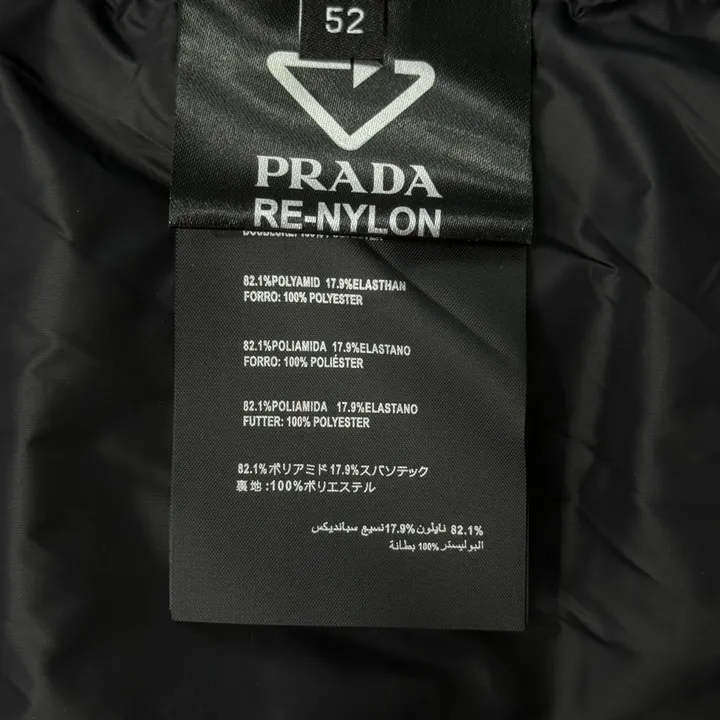 52
PRADA
RE-NYLON
82.1%POLYAMID 17.9%ELASTHAN
FORRO: 100% POLYESTER
82.1%POLIAMIDA 17.9%ELASTANO
FORRO: 100% POLIÉSTER
82.1%POLIAMIDA 17.9%ELASTANO
FUTTER: 100% POLYESTER
82.1%ポリアミド 17.9%スパソテック
裏地:100%ポリエステル
82.1% نايلون 17.9%نسيج سبانديكس
البوليستر 100% بطانة